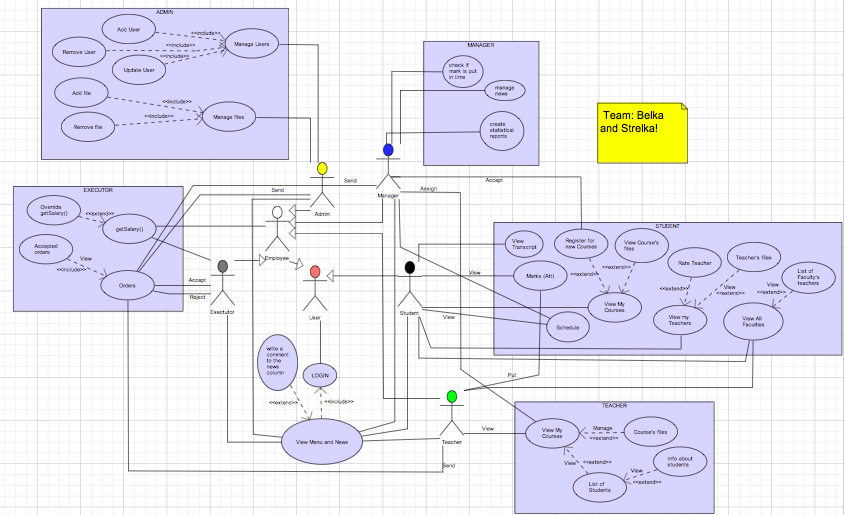 ADMIN
Add User
<<include>>
Remove User
<<include>>
Manage Users
<<include>>
Update User
Add file
<<include>>
Manage files
<<include>>
Remove file
MANAGER
check if
mark is put
in time
manage
news
create
statistical
reports
Team: Belka
and Strelka!
EXECUTOR
Override
getSalary()
<<extend>>
getSalary()
Accepted
orders
View
<<include>>
Orders
Accept
Reject
Send
Send
Assign
Accept
Manager
Admin
Employee
Executor
User
Student
View
View
STUDENT
View
Transcript
Register for
new Courses
View Course's
files
Rate Teacher
Teacher's files
List of
Faculty's
teachers
Marks (Att)
<<extend>>
<<extend>>
<<extend>>
View
<<extend>>
View
<<extend>>
View My
Courses
Schedule
View my
Teachers
View All
Faculties
write a
comment
to the
news
column
LOGIN
<<extend>>
<<include>>
View Menu and News
Put
Teacher
View
Send
TEACHER
View My
Courses
Manage
<<extend>>
Course's files
View
<<extend>>
Info about
students
View
<<extend>>
List of
Students